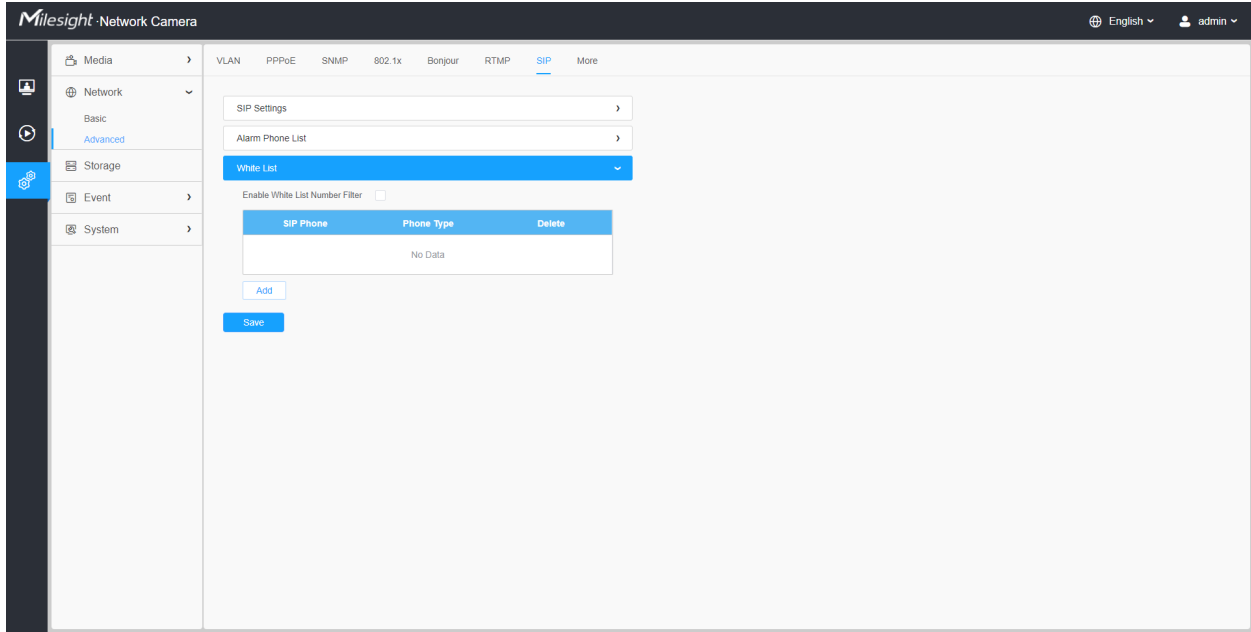 Milesight · Network Camera
English
admin
Media
Network
Basic
Advanced
Storage
Event
System
VLAN PPPoE SNMP 802.1x Bonjour RTMP SIP More
SIP Settings
Alarm Phone List
White List
Enable White List Number Filter
SIP Phone Phone Type Delete
No Data
Add
Save